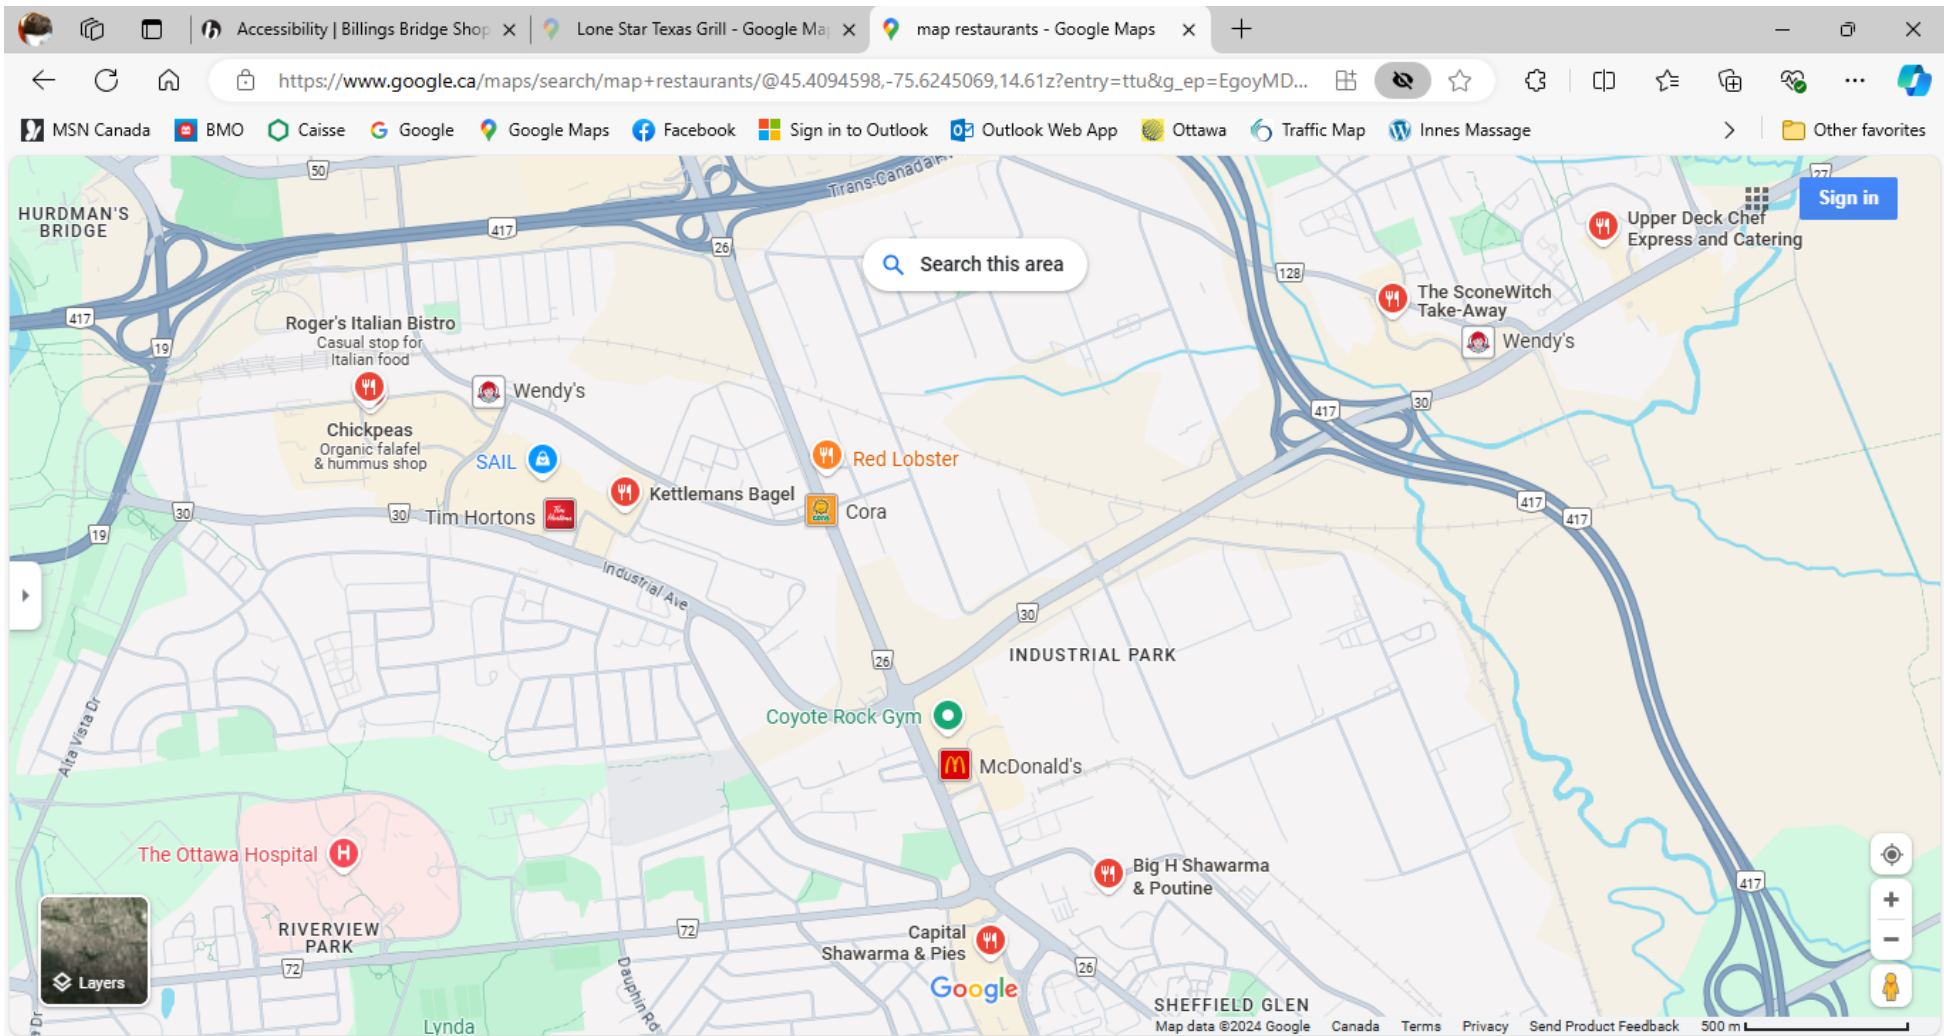 Accessibility | Billings Bridge Shop
Lone Star Texas Grill - Google Ma
map restaurants - Google Maps
https://www.google.ca/maps/search/map+restaurants/@45.4094598,-75.6245069,14.61z?entry=ttu&g_ep=EgoyMD...
MSN Canada
BMO
Caisse
Google
Google Maps
Facebook
Sign in to Outlook
Outlook Web App
Ottawa
Traffic Map
Innes Massage
Other favorites
50
Trans-Canada H
27
Sign in
HURDMAN'S
BRIDGE
417
26
Search this area
Upper Deck Chef
Express and Catering
128
The SconeWitch
Take-Away
Wendy's
417
19
Roger's Italian Bistro
Casual stop for
Italian food
Wendy's
417
30
Chickpeas
Organic falafel
& hummus shop
SAIL
Red Lobster
Kettlemans Bagel
Cora
30
30
Tim Hortons
Tim
Hortons
19
417
417
Industrial Ave
30
26
INDUSTRIAL PARK
Alta Vista Dr
Coyote Rock Gym
McDonald's
The Ottawa Hospital
H
Big H Shawarma
& Poutine
417
RIVERVIEW
PARK
72
72
Capital
Shawarma & Pies
26
Layers
Dauphin Rd
Google
SHEFFIELD GLEN
Lynda
Dr
Map data ©2024 Google
Canada
Terms
Privacy
Send Product Feedback
500 m